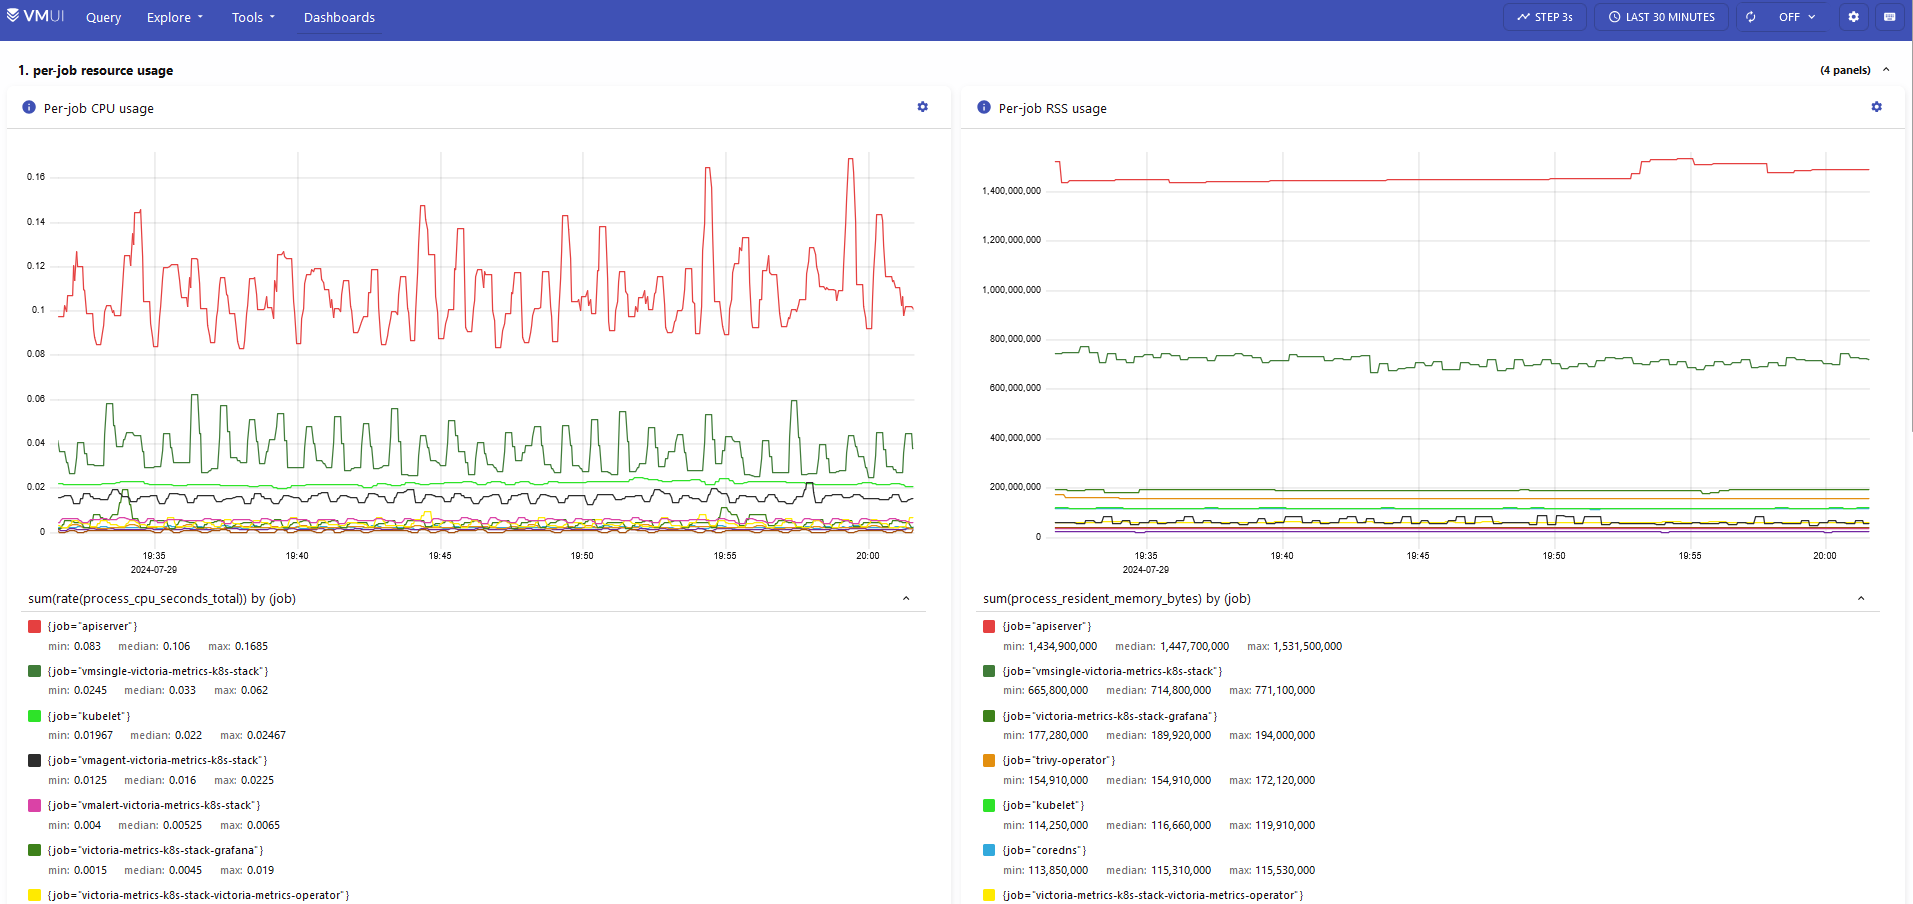 VMUI Query Explore Tools Dashboards STEP 3s LAST 30 MINUTES OFF
1. per-job resource usage (4 panels)
Per-job CPU usage
0.16
0.14
0.12
0.1
0.08
0.06
0.04
0.02
0
19:35 19:40 19:45 19:50 19:55 20:00
2024-07-29
sum(rate(process_cpu_seconds_total)) by (job)
{job="apiserver"}
min: 0.083 median: 0.106 max: 0.1685
{job="vmsingle-victoria-metrics-k8s-stack"}
min: 0.0245 median: 0.033 max: 0.062
{job="kubelet"}
min: 0.01967 median: 0.022 max: 0.02467
{job="vmagent-victoria-metrics-k8s-stack"}
min: 0.0125 median: 0.016 max: 0.0225
{job="vmalert-victoria-metrics-k8s-stack"}
min: 0.004 median: 0.00525 max: 0.0065
{job="victoria-metrics-k8s-stack-grafana"}
min: 0.0015 median: 0.0045 max: 0.019
{job="victoria-metrics-k8s-stack-victoria-metrics-operator"}
Per-job RSS usage
1,400,000,000
1,200,000,000
1,000,000,000
800,000,000
600,000,000
400,000,000
200,000,000
0
19:35 19:40 19:45 19:50 19:55 20:00
2024-07-29
sum(process_resident_memory_bytes) by (job)
{job="apiserver"}
min: 1,434,900,000 median: 1,447,700,000 max: 1,531,500,000
{job="vmsingle-victoria-metrics-k8s-stack"}
min: 665,800,000 median: 714,800,000 max: 771,100,000
{job="victoria-metrics-k8s-stack-grafana"}
min: 177,280,000 median: 189,920,000 max: 194,000,000
{job="trivy-operator"}
min: 154,910,000 median: 154,910,000 max: 172,120,000
{job="kubelet"}
min: 114,250,000 median: 116,660,000 max: 119,910,000
{job="coredns"}
min: 113,850,000 median: 115,310,000 max: 115,530,000
{job="victoria-metrics-k8s-stack-victoria-metrics-operator"}